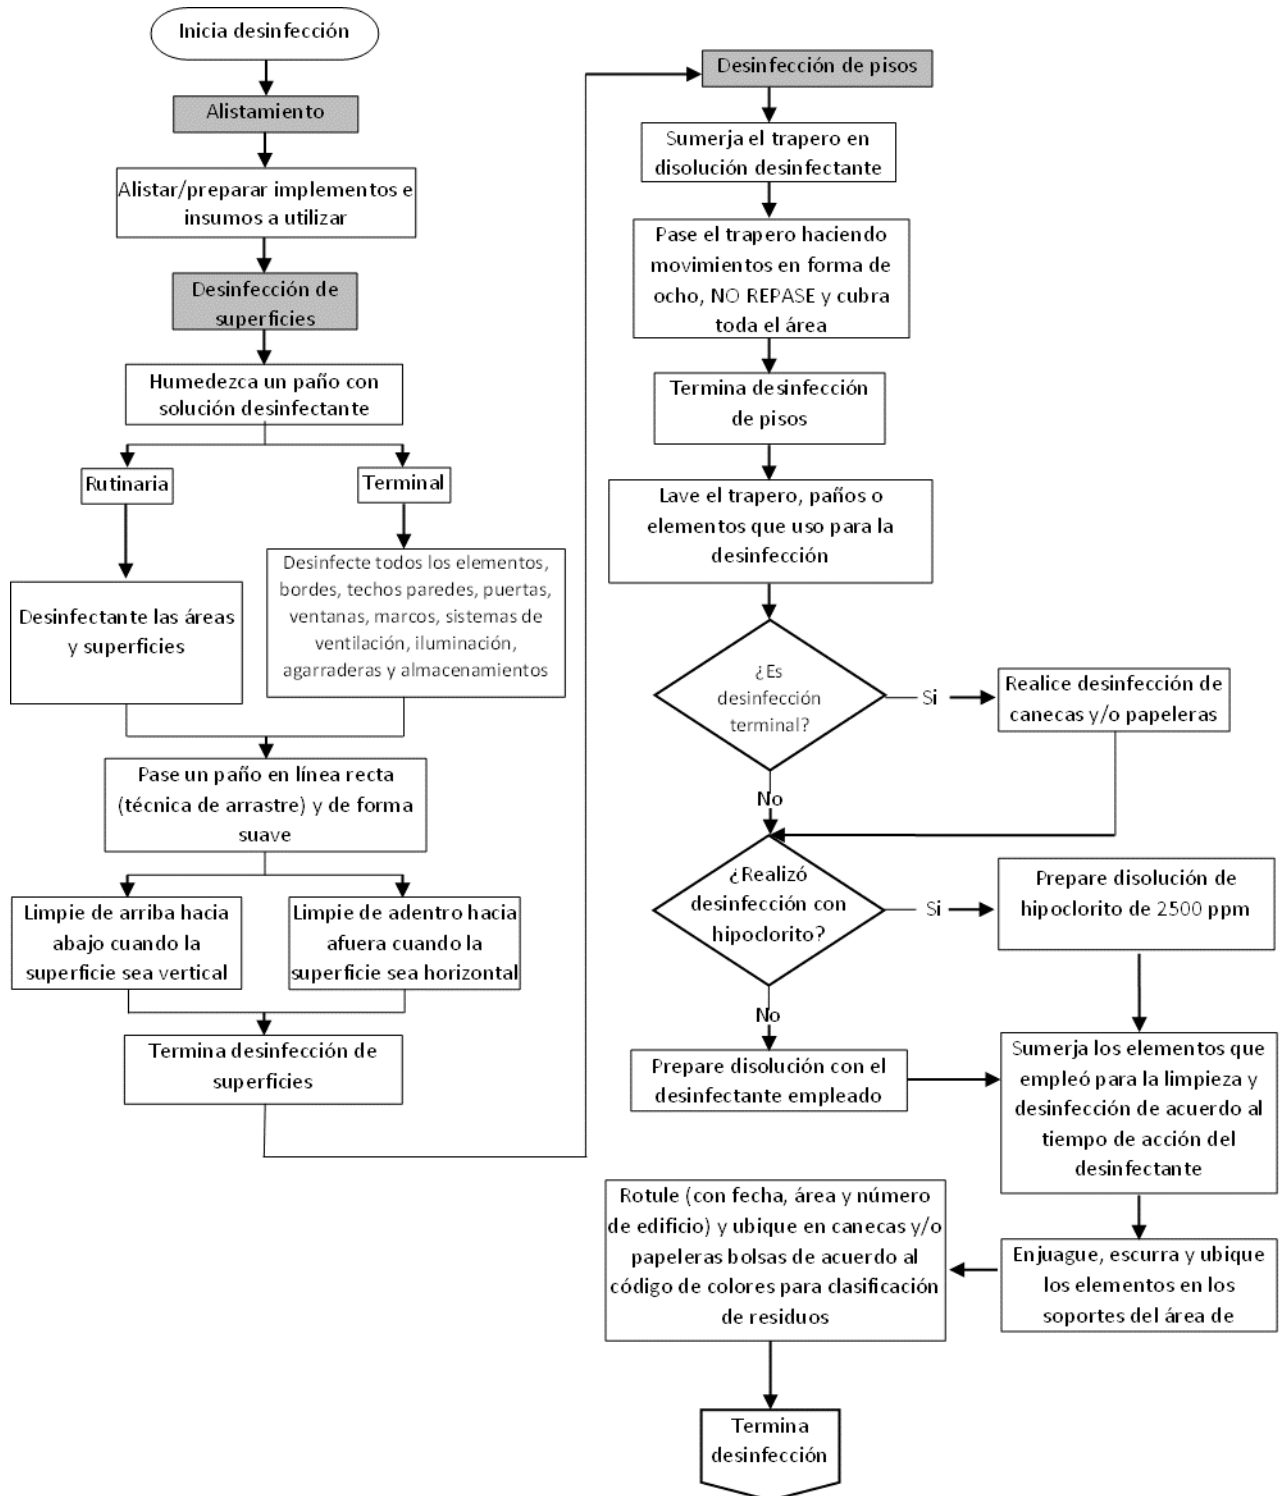 Inicia desinfección
Alistamiento
Alistar/preparar implementos e
insumos a utilizar
Desinfección de
superficies
Humedezca un paño con
solución desinfectante
Rutinaria
Terminal
Desinfectante las áreas
y superficies
Desinfecte todos los elementos,
bordes, techos paredes, puertas,
ventanas, marcos, sistemas de
ventilación, iluminación,
agarraderas y almacenamientos
Pase un paño en línea recta
(técnica de arrastre) y de forma
suave
Limpie de arriba hacia
abajo cuando la
superficie sea vertical
Limpie de adentro hacia
afuera cuando la
superficie sea horizontal
Termina desinfección de
superficies
Desinfección de pisos
Sumerja el trapero en
disolución desinfectante
Pase el trapero haciendo
movimientos en forma de
ocho, NO REPASE y cubra
toda el área
Termina desinfección
de pisos
Lave el trapero, paños o
elementos que uso para la
desinfección
¿Es
desinfección
terminal?
Si
Realice desinfección de
canecas y/o papeleras
No
¿Realizó
desinfección con
hipoclorito?
Si
Prepare disolución de
hipoclorito de 2500 ppm
No
Prepare disolución con el
desinfectante empleado
Sumerja los elementos que
empleó para la limpieza y
desinfección de acuerdo al
tiempo de acción del
desinfectante
Enjuague, escurra y ubique
los elementos en los
soportes del área de
Rotule (con fecha, área y número
de edificio) y ubique en canecas y/o
papeleras bolsas de acuerdo al
código de colores para clasificación
de residuos
Termina
desinfección